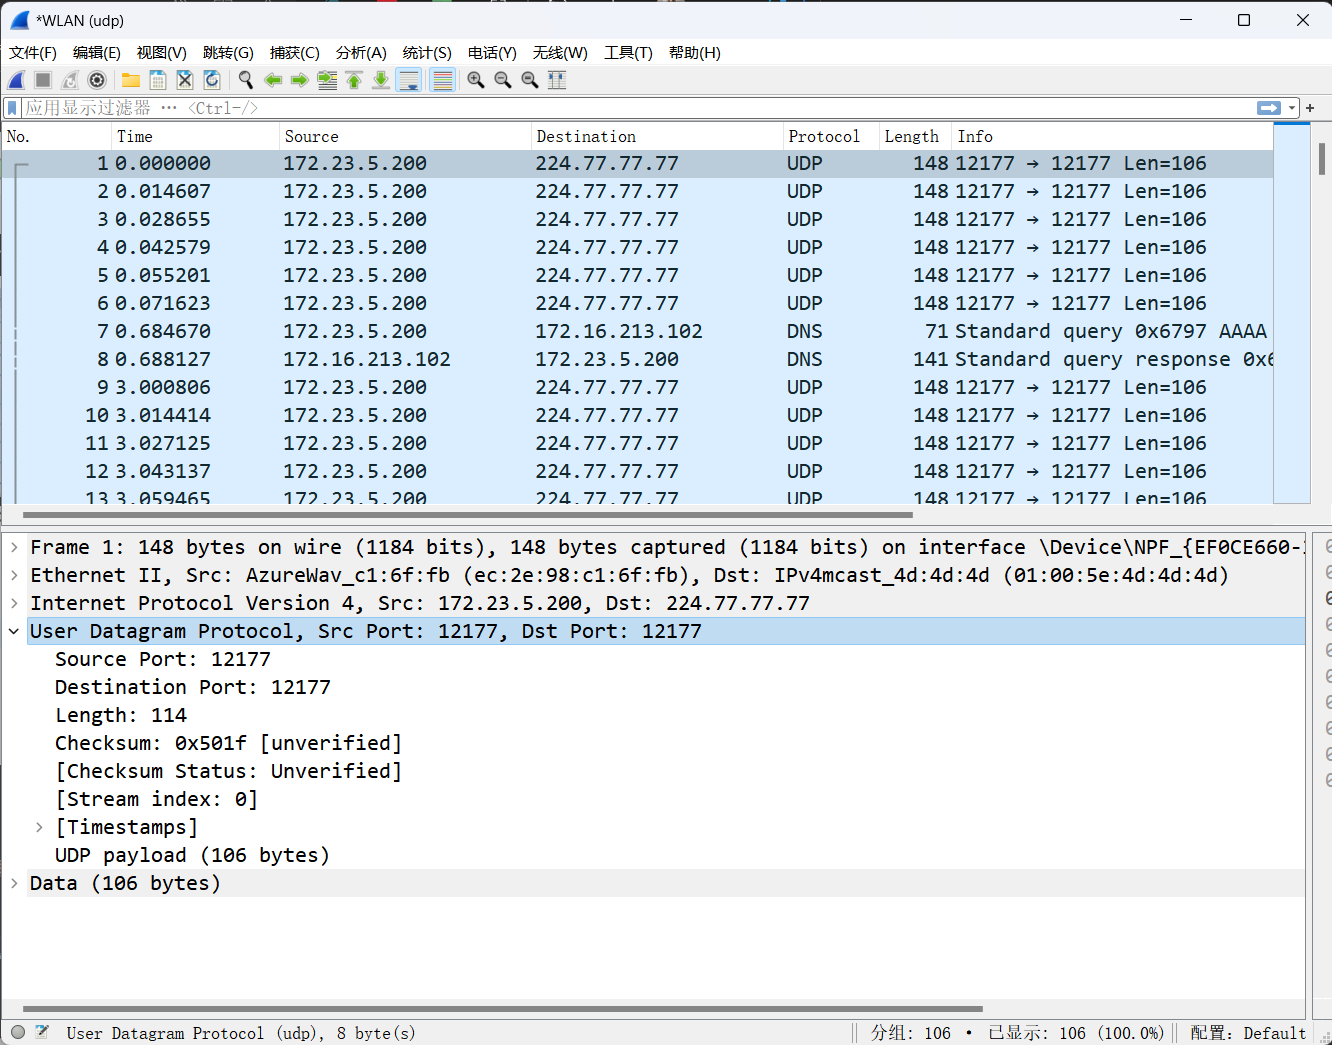 *WLAN (udp)
文件(F) 编辑(E) 视图(V) 跳转(G) 捕获(C) 分析(A) 统计(S) 电话(Y) 无线(W) 工具(T) 帮助(H)
应用显示过滤器 … <Ctrl-/>
No. Time Source Destination Protocol Length Info
1 0.000000 172.23.5.200 224.77.77.77 UDP 148 12177 → 12177 Len=106
2 0.014607 172.23.5.200 224.77.77.77 UDP 148 12177 → 12177 Len=106
3 0.028655 172.23.5.200 224.77.77.77 UDP 148 12177 → 12177 Len=106
4 0.042579 172.23.5.200 224.77.77.77 UDP 148 12177 → 12177 Len=106
5 0.055201 172.23.5.200 224.77.77.77 UDP 148 12177 → 12177 Len=106
6 0.071623 172.23.5.200 224.77.77.77 UDP 148 12177 → 12177 Len=106
7 0.684670 172.23.5.200 172.16.213.102 DNS 71 Standard query 0x6797 AAAA
8 0.688127 172.16.213.102 172.23.5.200 DNS 141 Standard query response 0x6
9 3.000806 172.23.5.200 224.77.77.77 UDP 148 12177 → 12177 Len=106
10 3.014414 172.23.5.200 224.77.77.77 UDP 148 12177 → 12177 Len=106
11 3.027125 172.23.5.200 224.77.77.77 UDP 148 12177 → 12177 Len=106
12 3.043137 172.23.5.200 224.77.77.77 UDP 148 12177 → 12177 Len=106
13 3.059465 172.23.5.200 224.77.77.77 UDP 148 12177 → 12177 Len=106
Frame 1: 148 bytes on wire (1184 bits), 148 bytes captured (1184 bits) on interface \Device\NPF_{EF0CE660-
Ethernet II, Src: AzureWav_c1:6f:fb (ec:2e:98:c1:6f:fb), Dst: IPv4mcast_4d:4d:4d (01:00:5e:4d:4d:4d)
Internet Protocol Version 4, Src: 172.23.5.200, Dst: 224.77.77.77
User Datagram Protocol, Src Port: 12177, Dst Port: 12177
Source Port: 12177
Destination Port: 12177
Length: 114
Checksum: 0x501f [unverified]
[Checksum Status: Unverified]
[Stream index: 0]
[Timestamps]
UDP payload (106 bytes)
Data (106 bytes)
User Datagram Protocol (udp), 8 byte(s) 分组: 106 · 已显示: 106 (100.0%) 配置: Default